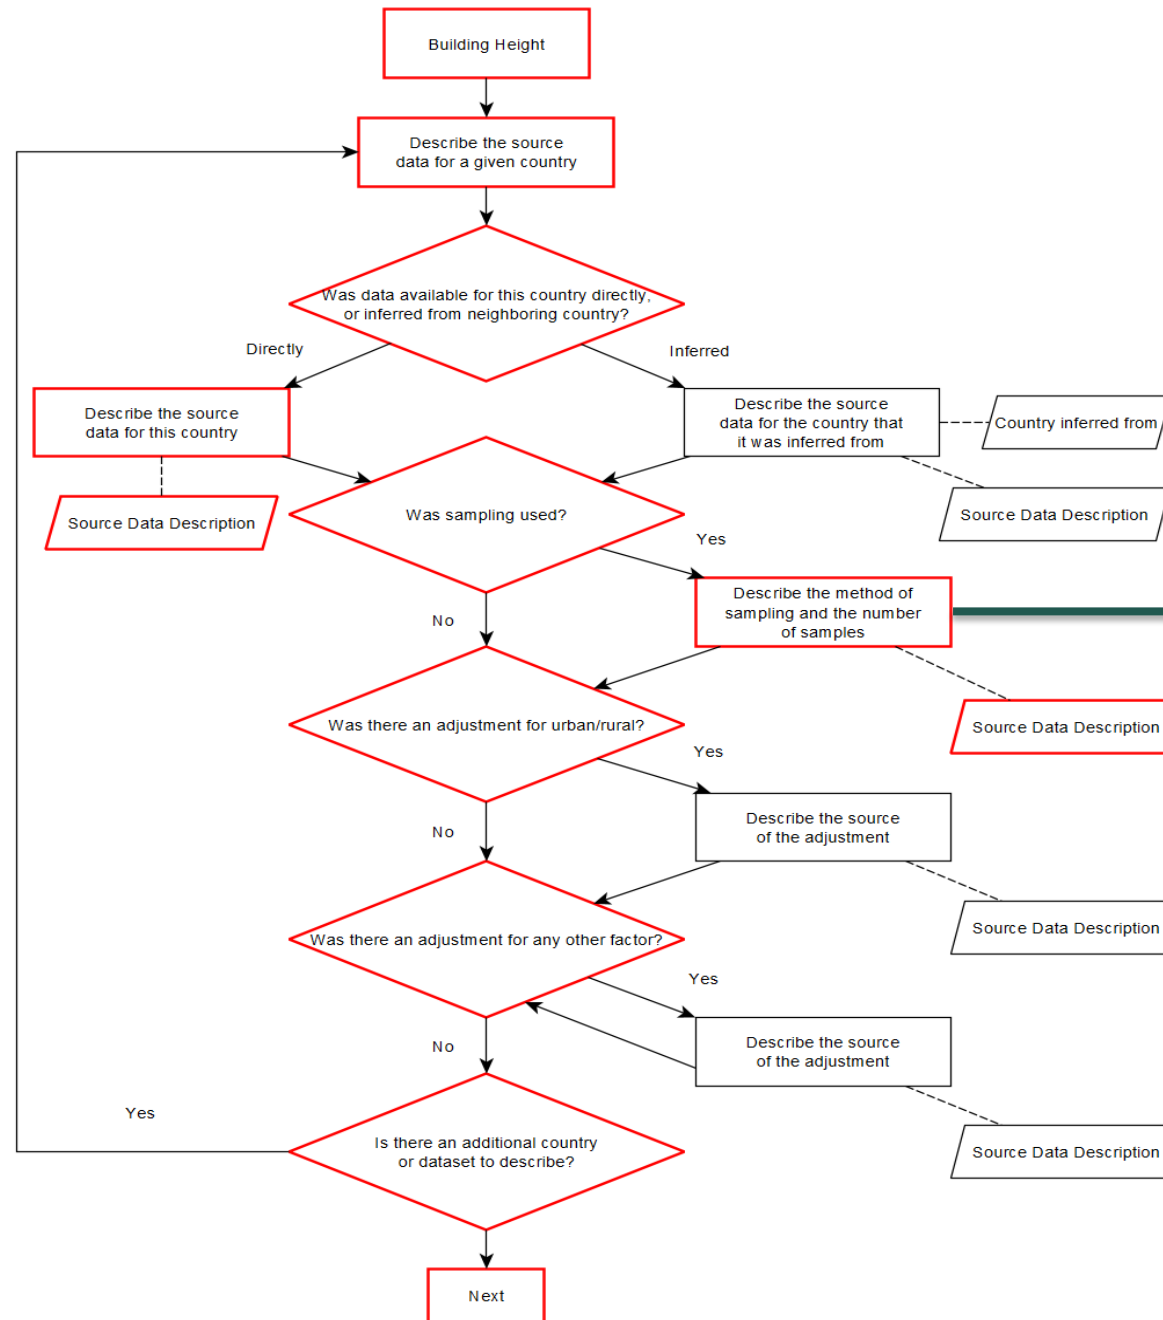 Building Height
Describe the source
data for a given country
Was data available for this country directly,
or inferred from neighboring country?
Directly
Inferred
Describe the source
data for this country
Describe the source
data for the country that
it was inferred from
Country inferred from
Source Data Description
Source Data Description
Was sampling used?
Yes
Describe the method of
sampling and the number
of samples
No
Source Data Description
Was there an adjustment for urban/rural?
Yes
Describe the source
of the adjustment
No
Source Data Description
Was there an adjustment for any other factor?
Yes
Describe the source
of the adjustment
No
Yes
Is there an additional country
or dataset to describe?
Source Data Description
Next